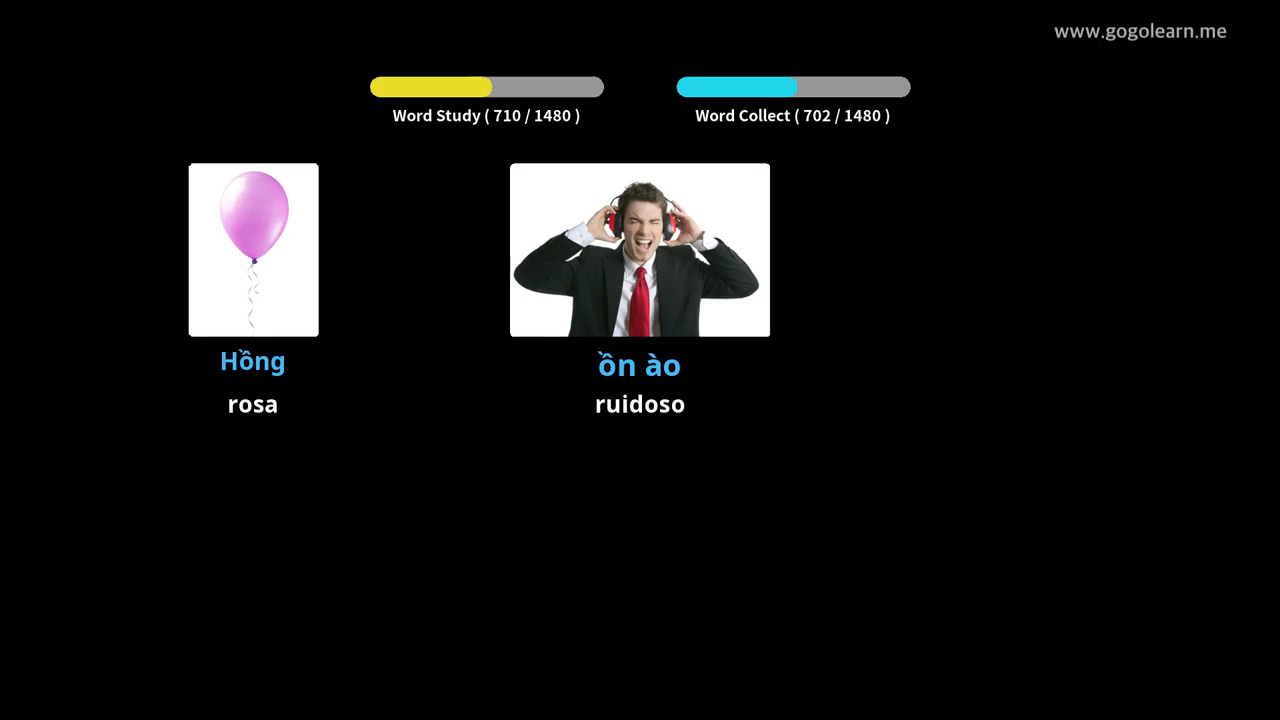 www.gogolearn.me
Word Study ( 710 / 1480 )
Word Collect ( 702 / 1480 )
Hồng
rosa
ồn ào
ruidoso